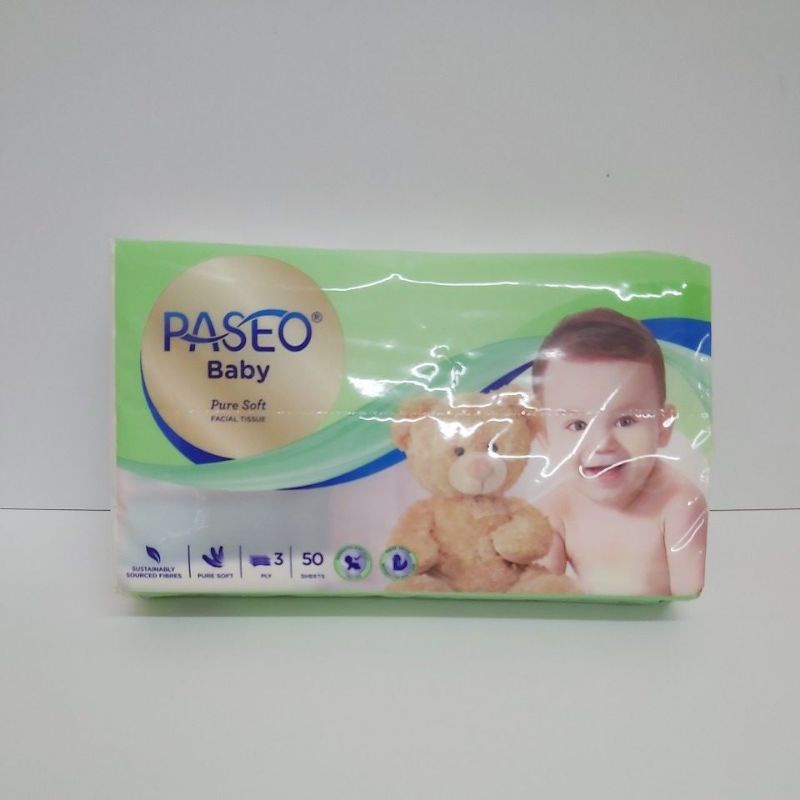 PASEO®
Baby
Pure Soft
FACIAL TISSUE
SUSTAINABLY
SOURCED FIBRES
PURE SOFT
3
PLY
50
SHEETS